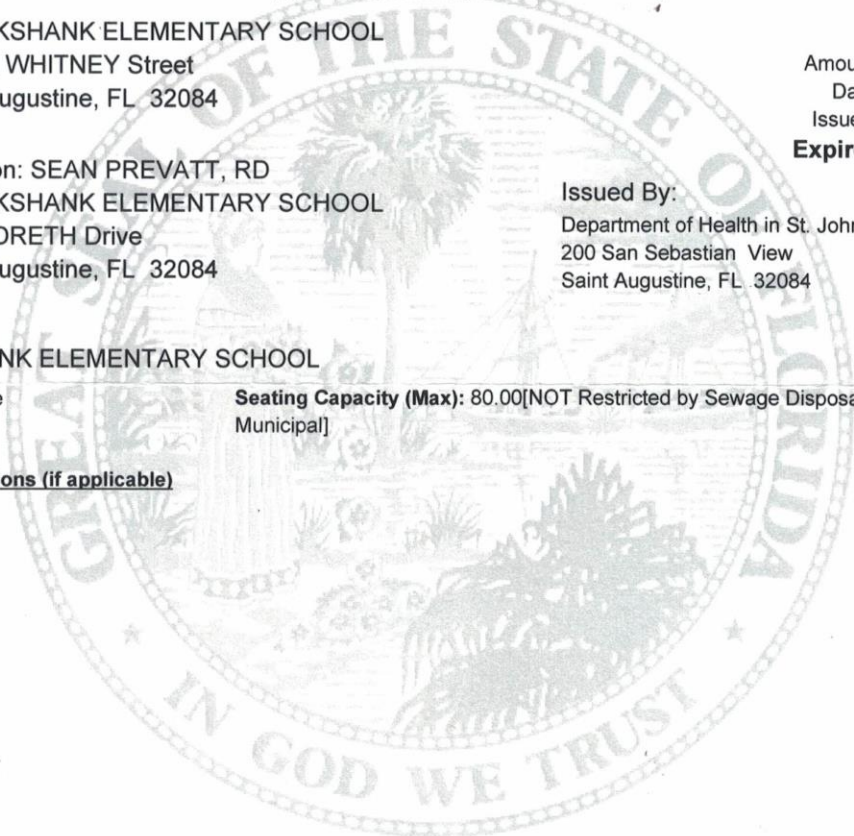 KSHANK ELEMENTARY SCHOOL
WHITNEY Street
ugustine, FL 32084
on: SEAN PREVATT, RD
KSHANK ELEMENTARY SCHOOL
DRETH Drive
ugustine, FL 32084
Amou
Da
Issue
Expir
Issued By:
Department of Health in St. John
200 San Sebastian View
Saint Augustine, FL 32084
NK ELEMENTARY SCHOOL
e
Seating Capacity (Max): 80.00[NOT Restricted by Sewage Disposa
Municipal]
ons (if applicable)
GREAT SEAL OF THE STATE OF FLORIDA
IN GOD WE TRUST